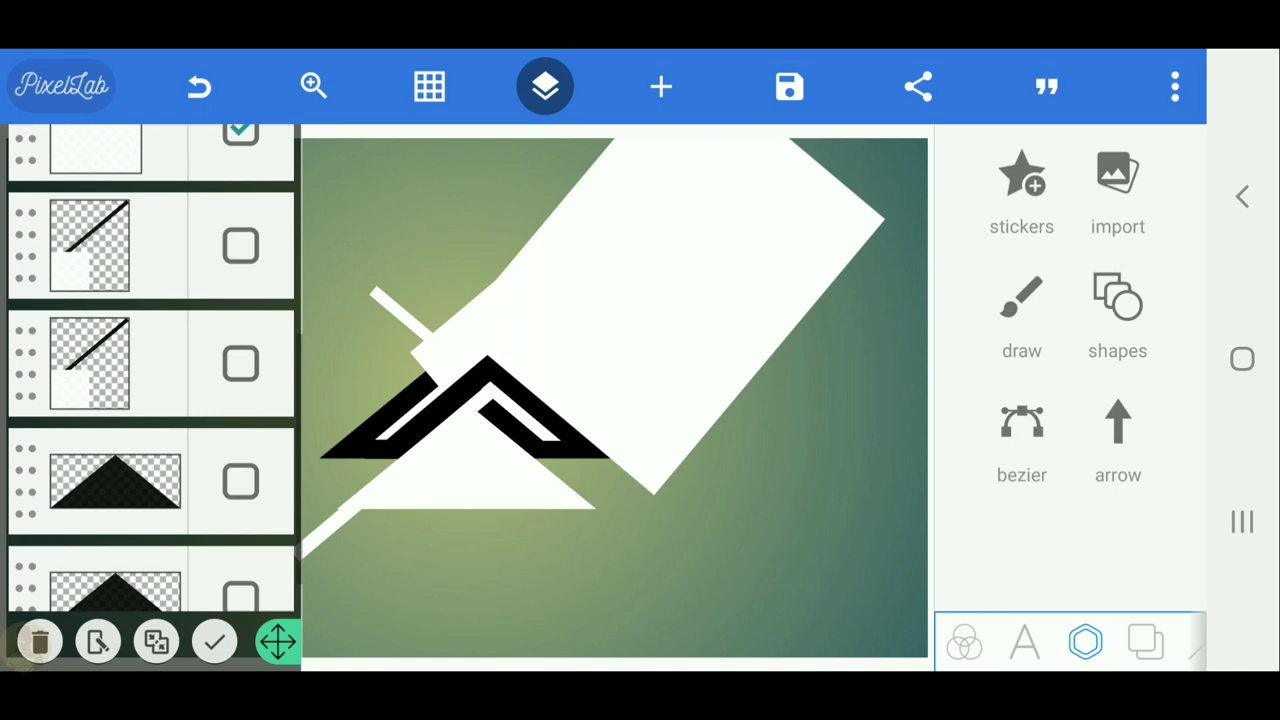 PixelLab
stickers
import
draw
shapes
bezier
arrow